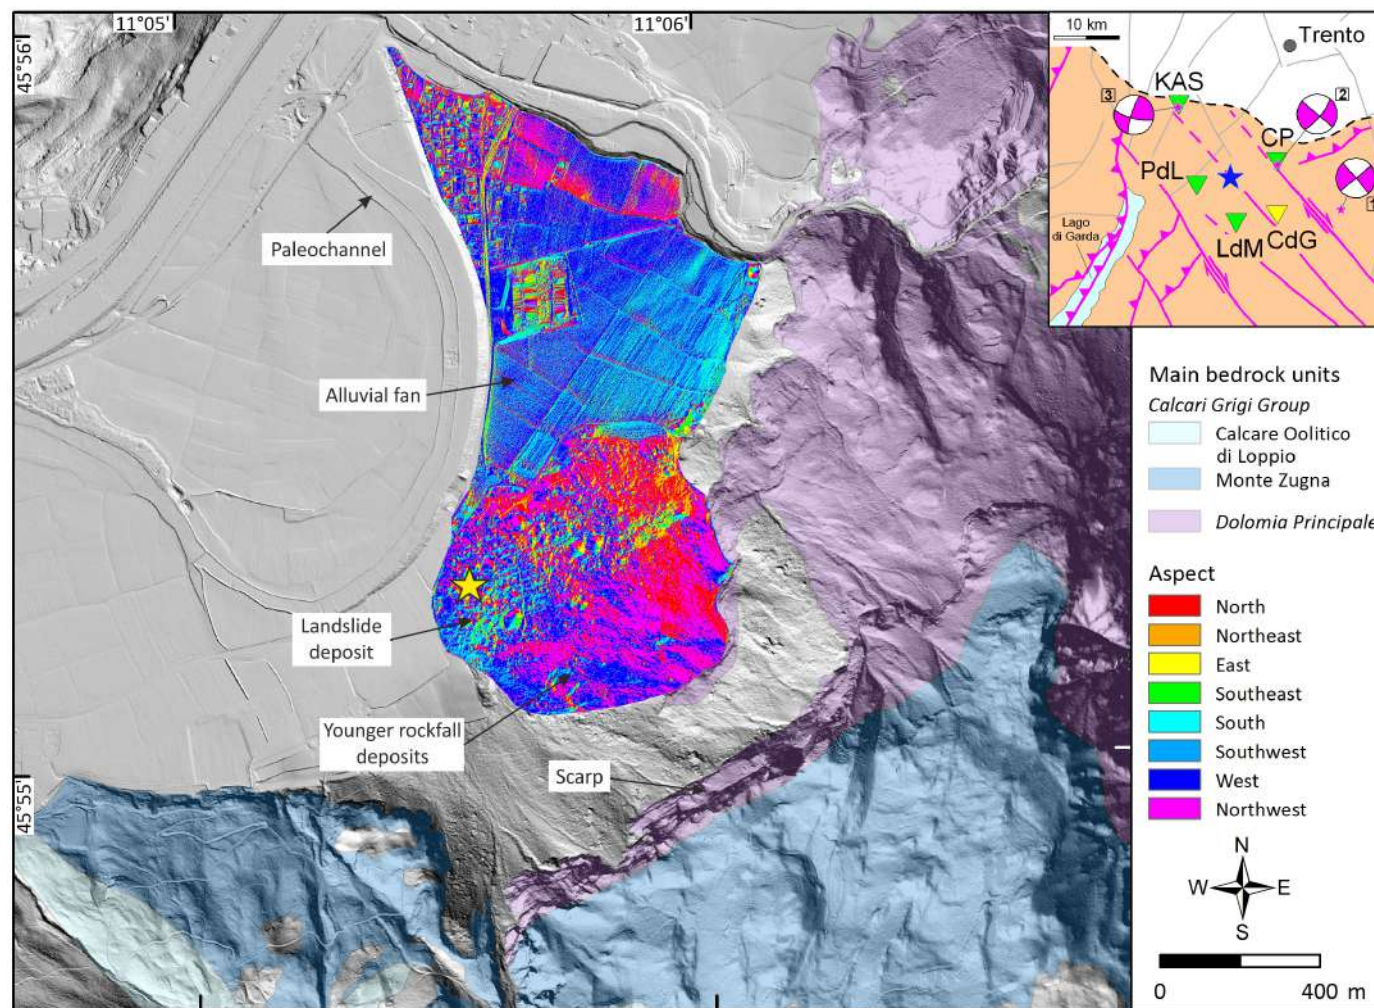 11°05'
11°06'
45°56'
45°55'
Paleochannel
Alluvial fan
Landslide
deposit
Younger rockfall
deposits
Scarp
10 km
Trento
KAS
3
2
CP
PdL
1
Lago
di Garda
LdM
CdG
Main bedrock units
Calcari Grigi Group
Calcare Oolitico
di Loppio
Monte Zugna
Dolomia Principale
Aspect
North
Northeast
East
Southeast
South
Southwest
West
Northwest
N
W
E
S
0
400 m